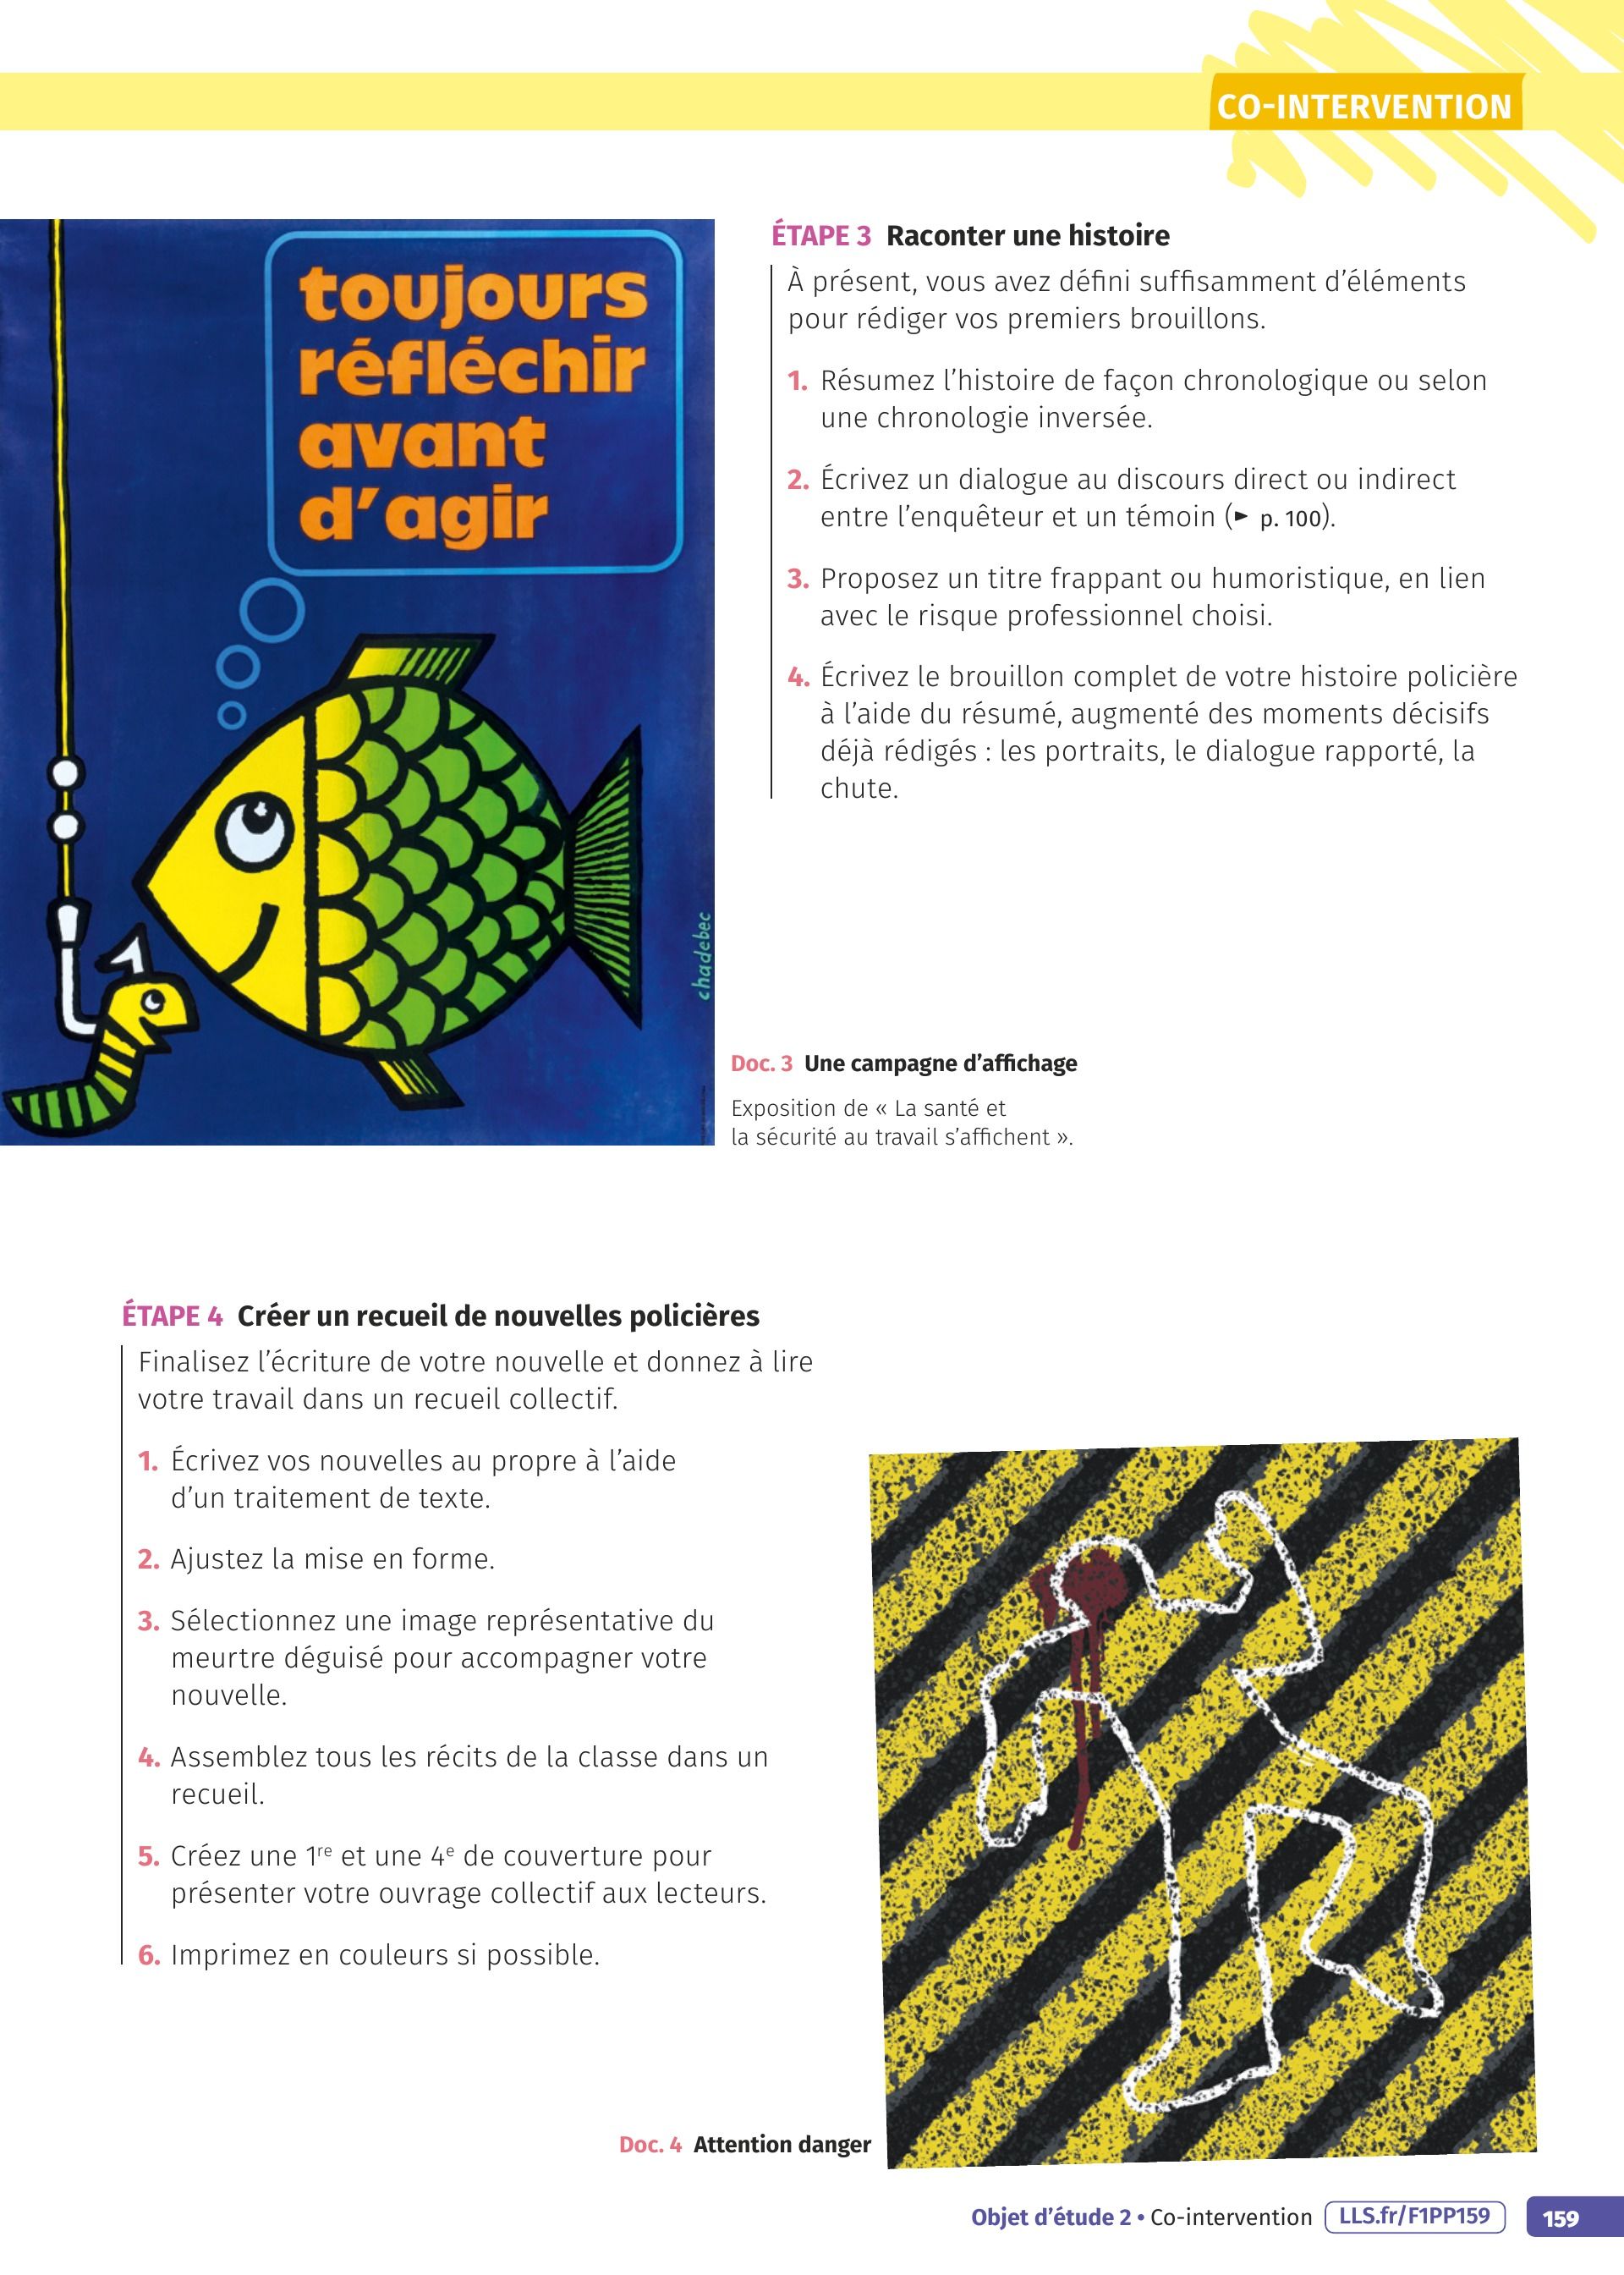 CO-INTERVENTION
toujours
réfléchir
avant
d'agir
chadebec
ÉTAPE 3 Raconter une histoire
À présent, vous avez défini suffisamment d'éléments
pour rédiger vos premiers brouillons.
1. Résumez l'histoire de façon chronologique ou selon
une chronologie inversée.
2. Écrivez un dialogue au discours direct ou indirect
entre l'enquêteur et un témoin (► p. 100).
3. Proposez un titre frappant ou humoristique, en lien
avec le risque professionnel choisi.
4. Écrivez le brouillon complet de votre histoire policière
à l'aide du résumé, augmenté des moments décisifs
déjà rédigés : les portraits, le dialogue rapporté, la
chute.
Doc. 3 Une campagne d'affichage
Exposition de « La santé et
la sécurité au travail s'affichent ».
ÉTAPE 4 Créer un recueil de nouvelles policières
Finalisez l'écriture de votre nouvelle et donnez à lire
votre travail dans un recueil collectif.
1. Écrivez vos nouvelles au propre à l'aide
d'un traitement de texte.
2. Ajustez la mise en forme.
3. Sélectionnez une image représentative du
meurtre déguisé pour accompagner votre
nouvelle.
4. Assemblez tous les récits de la classe dans un
recueil.
5. Créez une 1re et une 4e de couverture pour
présenter votre ouvrage collectif aux lecteurs.
6. Imprimez en couleurs si possible.
Doc. 4 Attention danger
Objet d'étude 2 • Co-intervention LLS.fr/F1PP159 159